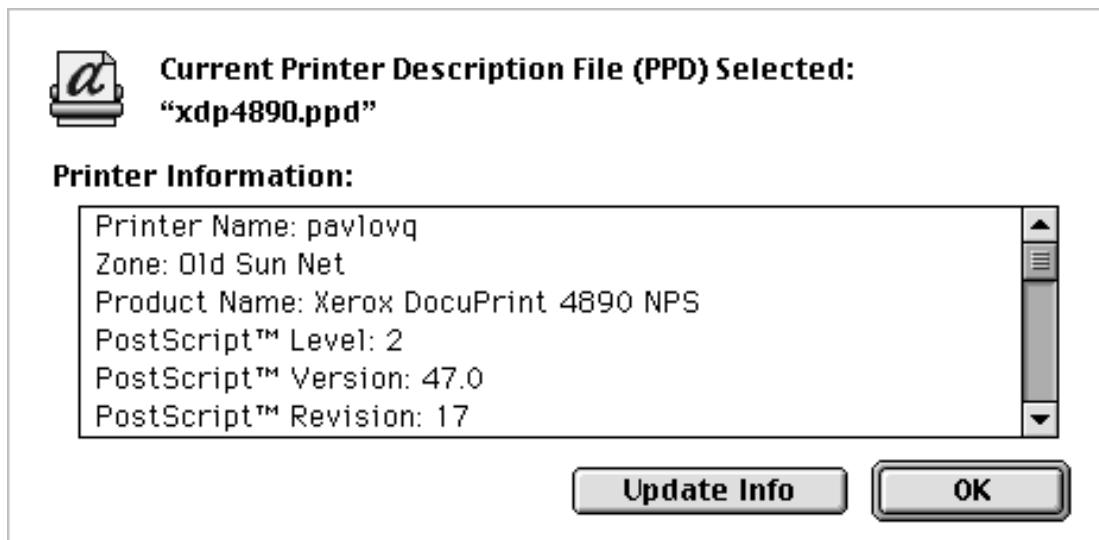 Current Printer Description File (PPD) Selected:
“xdp4890.ppd”
Printer Information:
Printer Name: pavlovq
Zone: Old Sun Net
Product Name: Xerox DocuPrint 4890 NPS
PostScript™ Level: 2
PostScript™ Version: 47.0
PostScript™ Revision: 17
Update Info
OK